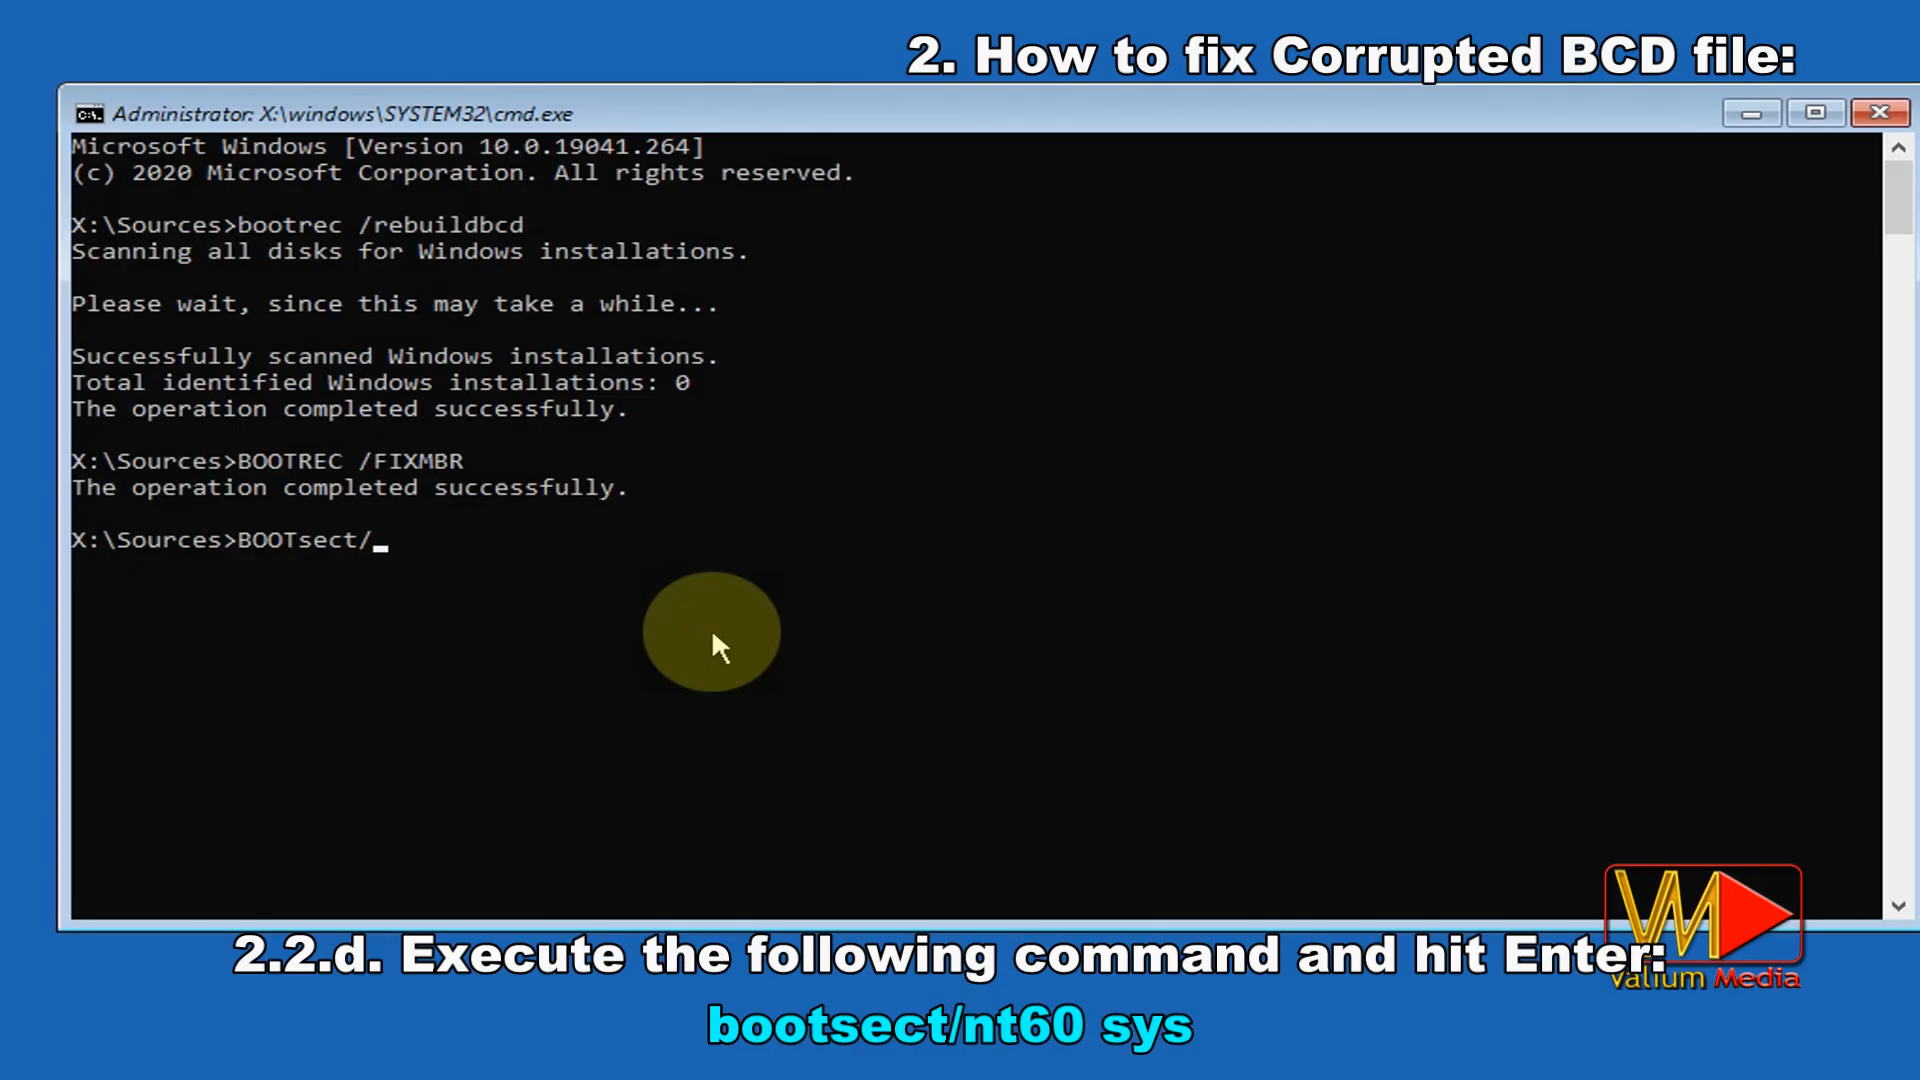 2. How to fix Corrupted BCD file:
Administrator: X:\windows\SYSTEM32\cmd.exe
Microsoft Windows [Version 10.0.19041.264]
(c) 2020 Microsoft Corporation. All rights reserved.
X:\Sources>bootrec /rebuildbcd
Scanning all disks for Windows installations.
Please wait, since this may take a while...
Successfully scanned Windows installations.
Total identified Windows installations: 0
The operation completed successfully.
X:\Sources>BOOTREC /FIXMBR
The operation completed successfully.
X:\Sources>BOOTsect/_
VM
Valium Media
2.2.d. Execute the following command and hit Enter:
bootsect/nt60 sys